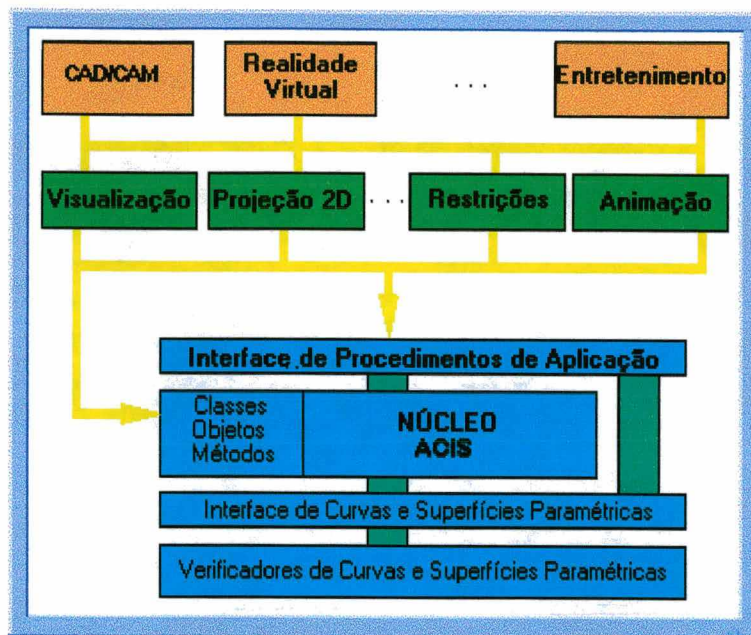 CAD/CAM
Realidade
Virtual
. . .
Entretenimento
Visualização
Projeção 2D
. . .
Restrições
Animação
Interface de Procedimentos de Aplicação
Classes
Objetos
Métodos
NÚCLEO
ACIS
Interface de Curvas e Superfícies Paramétricas
Verificadores de Curvas e Superfícies Paramétricas